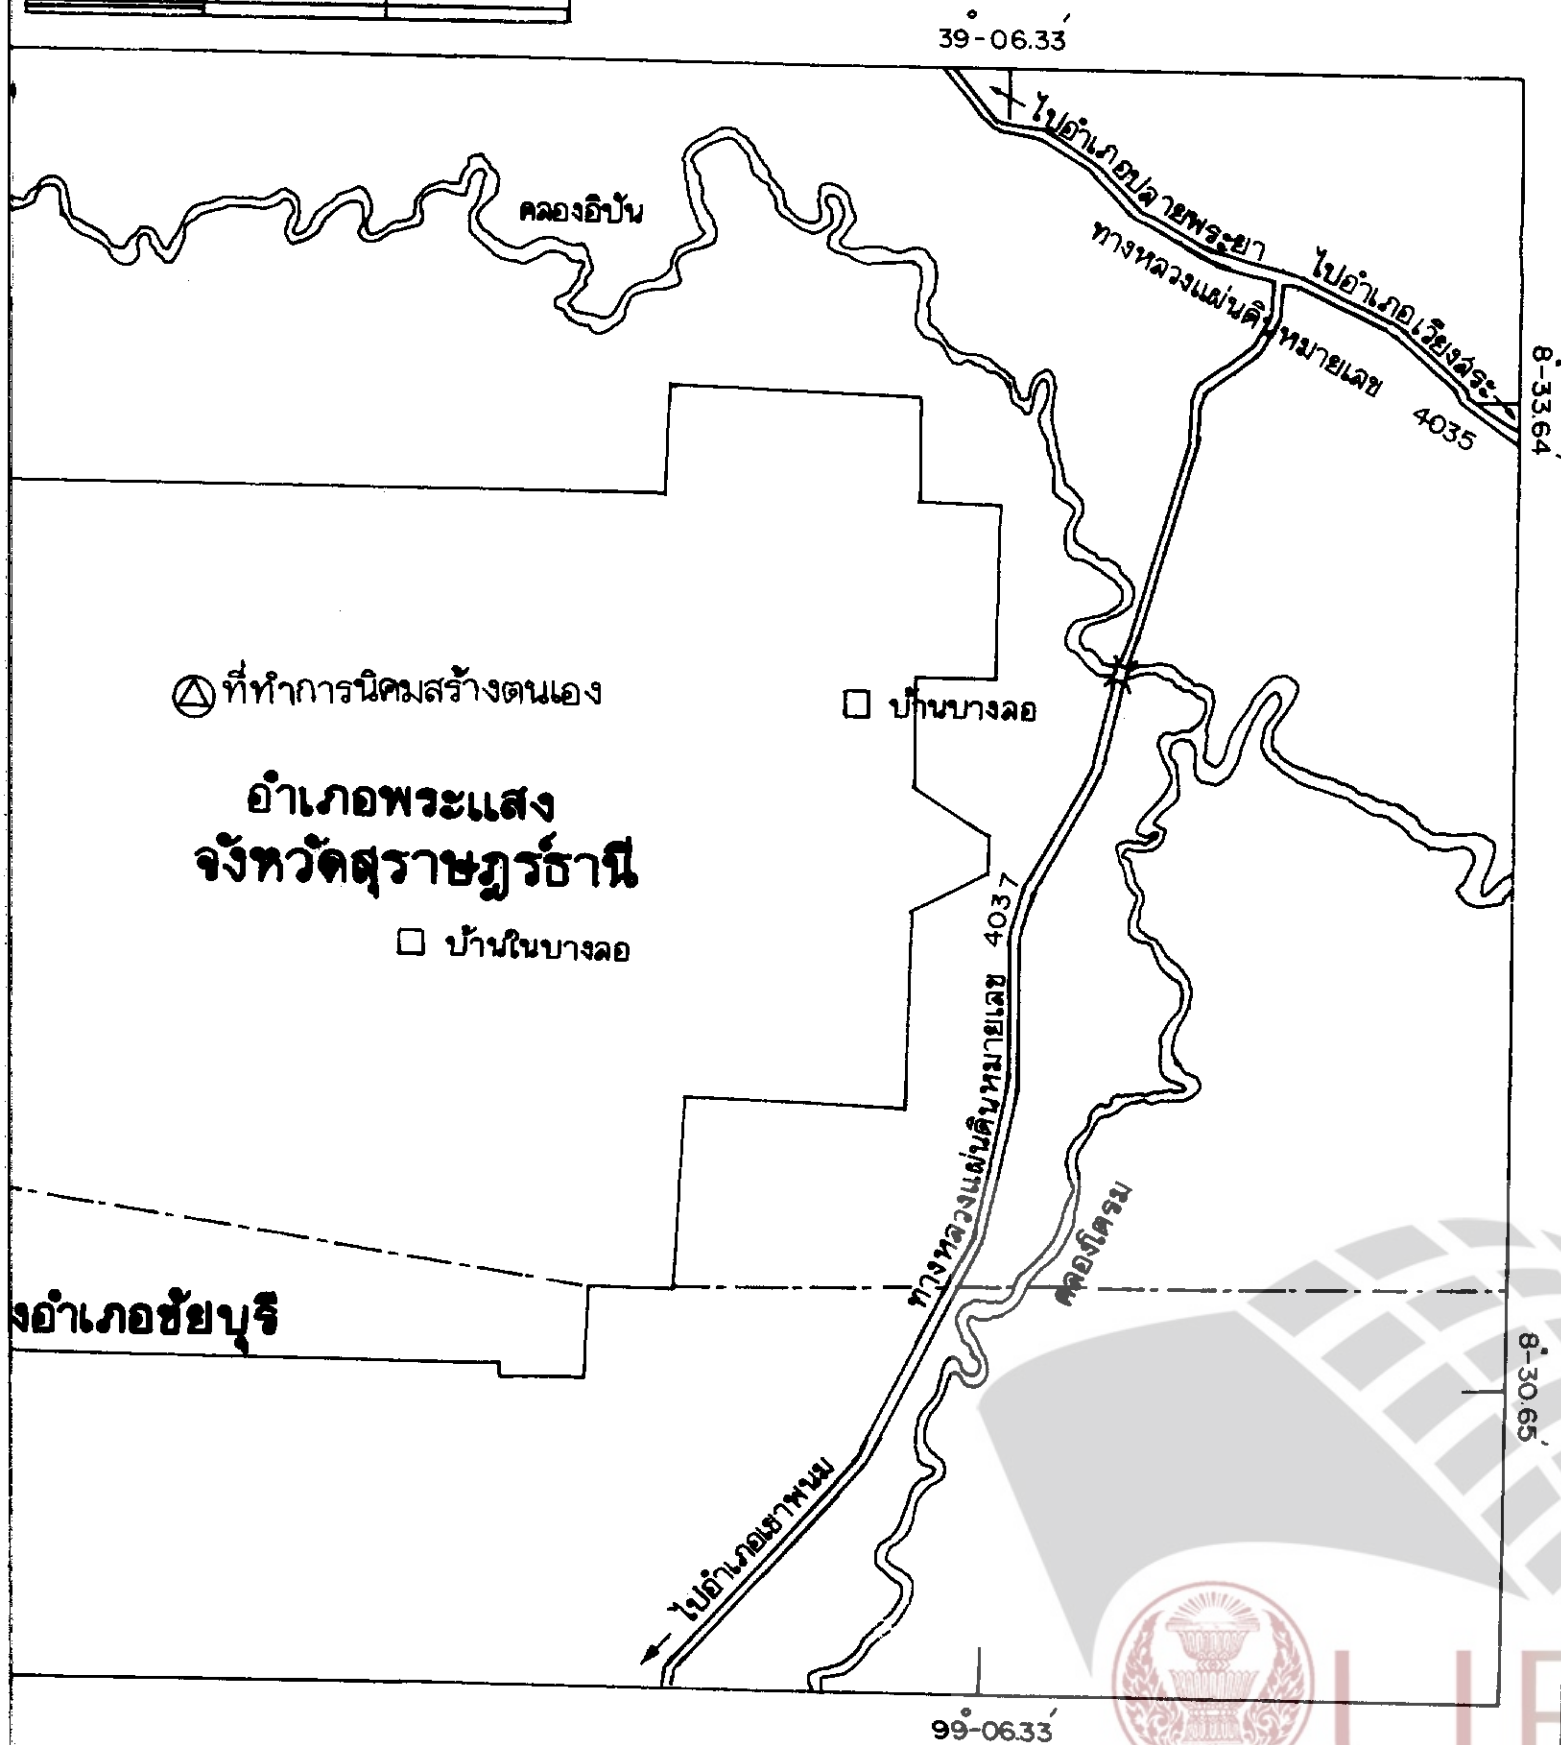 39°-06.33′
ไปอำเภอปลายพระยา
ไปอำเภอเวียงสระ
ทางหลวงแผ่นดินหมายเลข 4035
คลองอิปัน
8°-33.64′
ที่ทำการนิคมสร้างตนเอง
บ้านบางลอ
อำเภอพระแสง
จังหวัดสุราษฎร์ธานี
บ้านในบางลอ
ทางหลวงแผ่นดินหมายเลข 4037
คลองโตรม
งอำเภอชัยบุรี
8°-30.65′
ไปอำเภอเขาพนม
99°-06.33′